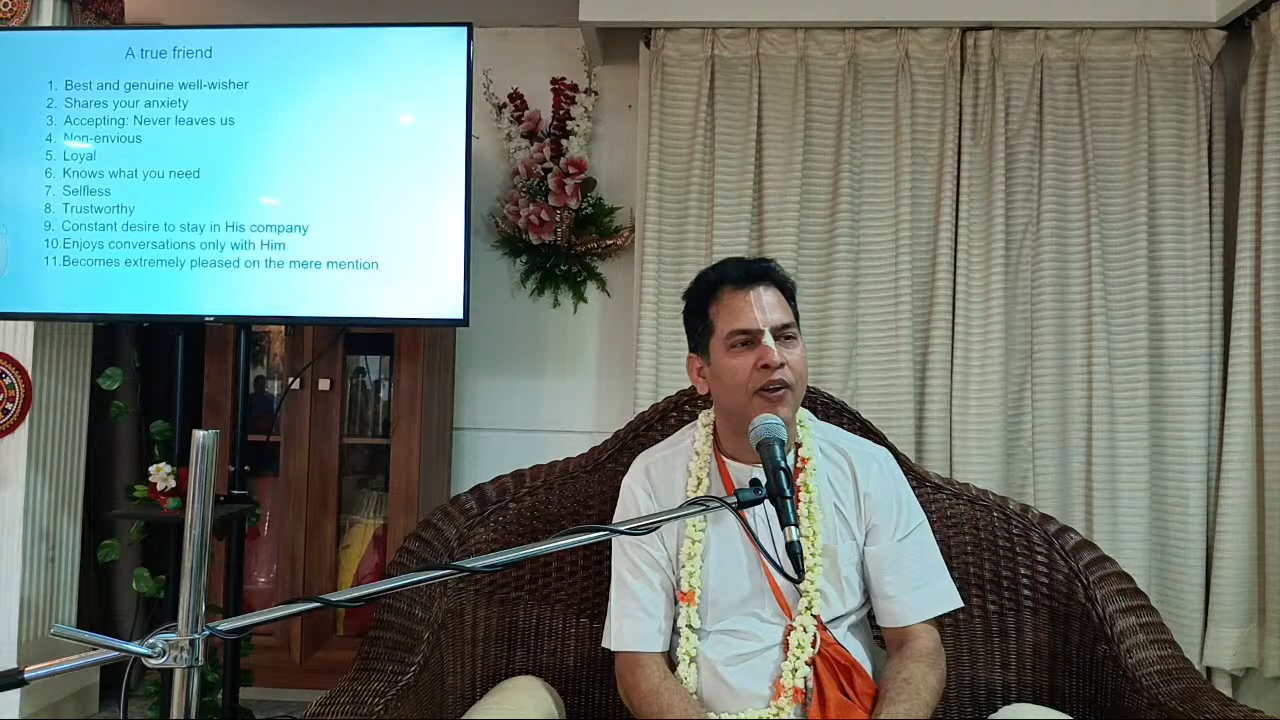 A true friend
1. Best and genuine well-wisher
2. Shares your anxiety
3. Accepting: Never leaves us
4. Non-envious
5. Loyal
6. Knows what you need
7. Selfless
8. Trustworthy
9. Constant desire to stay in His company
10.Enjoys conversations only with Him
11.Becomes extremely pleased on the mere mention